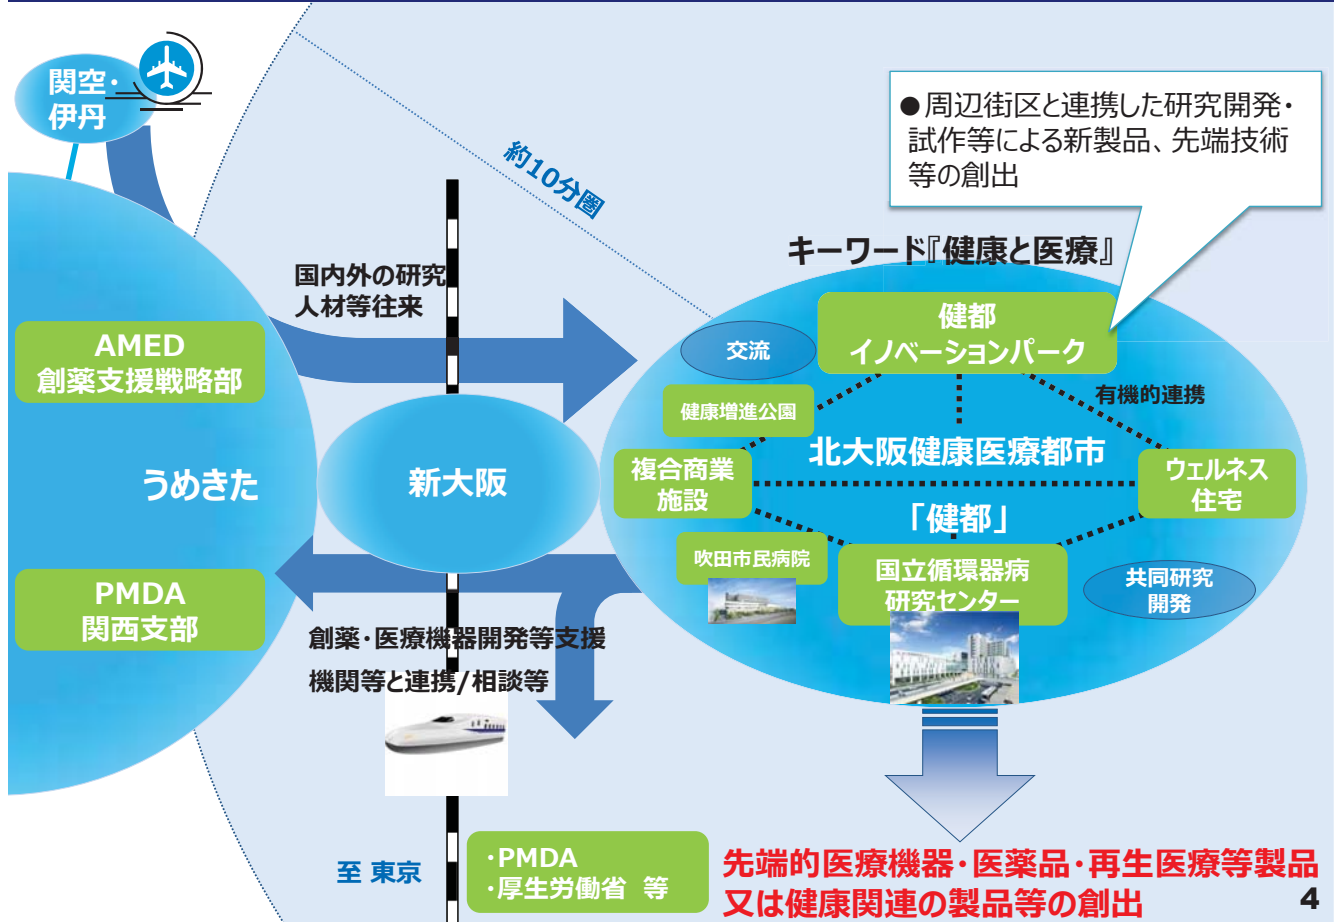 関空・
伊丹
●周辺街区と連携した研究開発・
試作等による新製品、先端技術
等の創出
約10分圏
キーワード『健康と医療』
国内外の研究
人材等往来
健都
イノベーションパーク
交流
AMED
創薬支援戦略部
健康増進公園
有機的連携
北大阪健康医療都市
うめきた
新大阪
複合商業
施設
ウェルネス
住宅
「健都」
吹田市民病院
国立循環器病
研究センター
共同研究
開発
PMDA
関西支部
創薬・医療機器開発等支援
機関等と連携/相談等
至 東京
・PMDA
・厚生労働省 等
先端的医療機器・医薬品・再生医療等製品
又は健康関連の製品等の創出
4